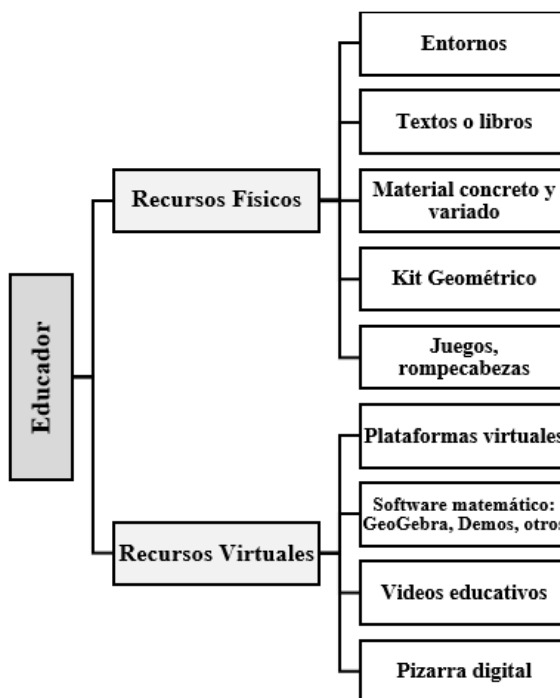 Educador
Recursos Físicos
Entornos
Textos o libros
Material concreto y
variado
Kit Geométrico
Juegos,
rompecabezas
Recursos Virtuales
Plataformas virtuales
Software matemático:
GeoGebra, Demos, otros
Videos educativos
Pizarra digital